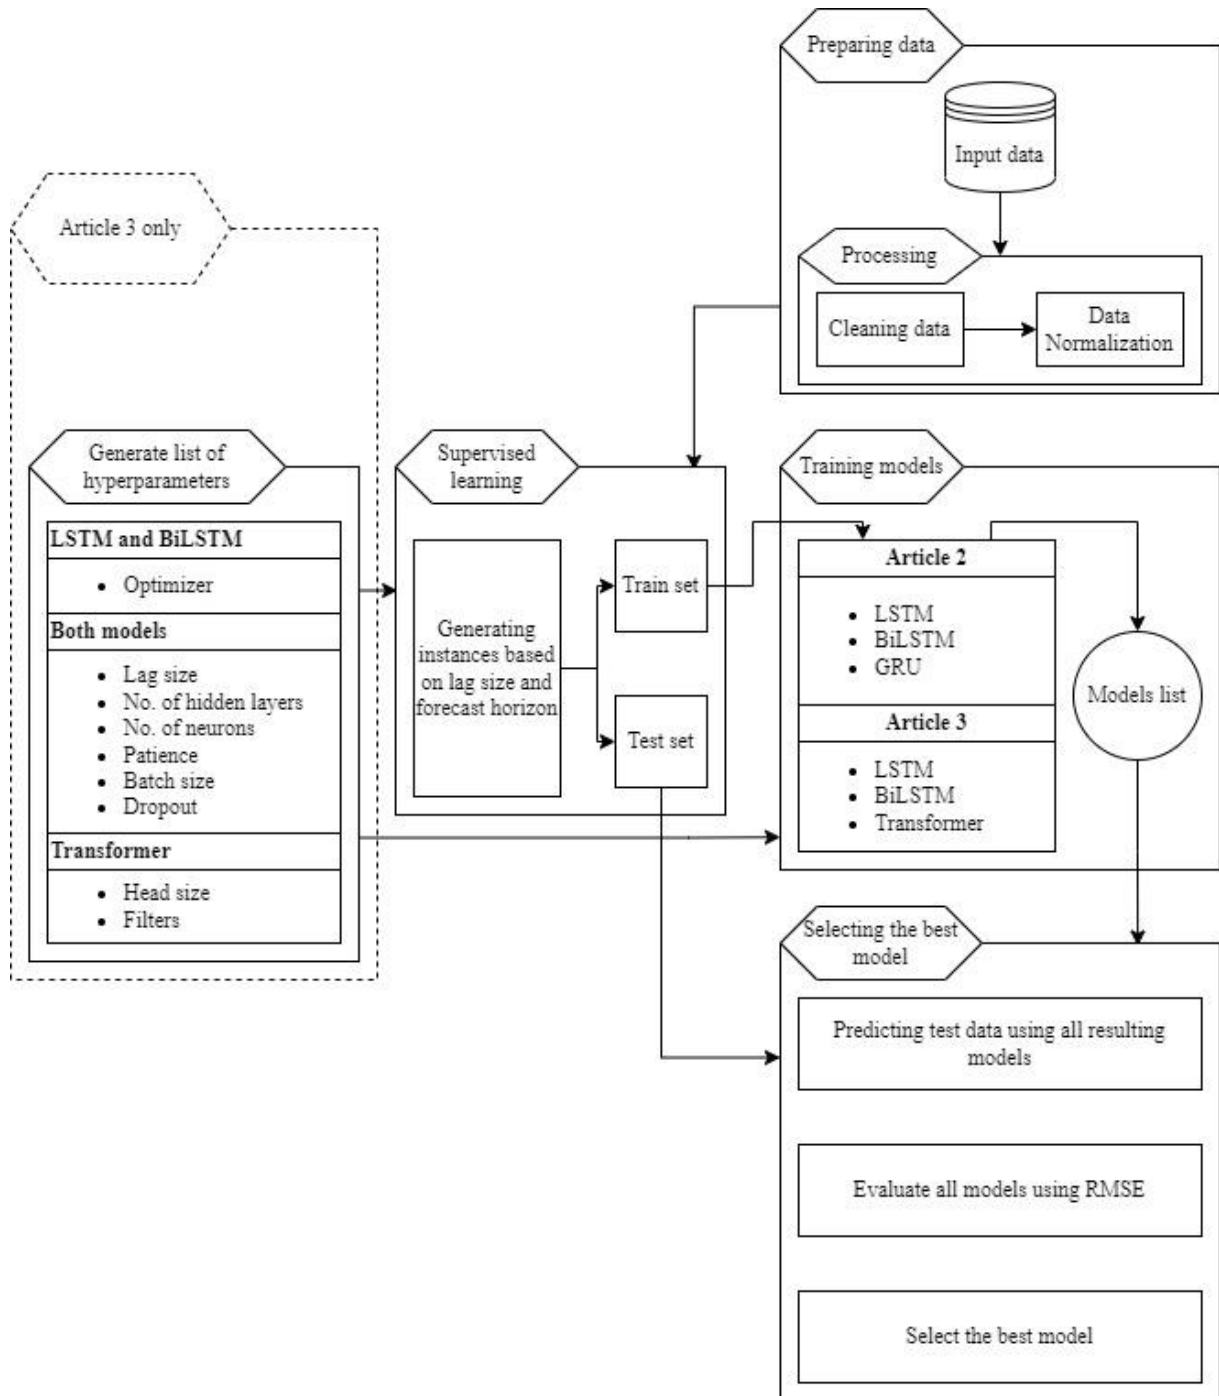 Preparing data
Input data
Processing
Cleaning data
Data
Normalization
Article 3 only
Generate list of
hyperparameters
LSTM and BiLSTM
• Optimizer
Both models
• Lag size
• No. of hidden layers
• No. of neurons
• Patience
• Batch size
• Dropout
Transformer
• Head size
• Filters
Supervised
learning
Generating
instances based
on lag size and
forecast horizon
Train set
Test set
Training models
Article 2
• LSTM
• BiLSTM
• GRU
Article 3
• LSTM
• BiLSTM
• Transformer
Models list
Selecting the best
model
Predicting test data using all resulting
models
Evaluate all models using RMSE
Select the best model